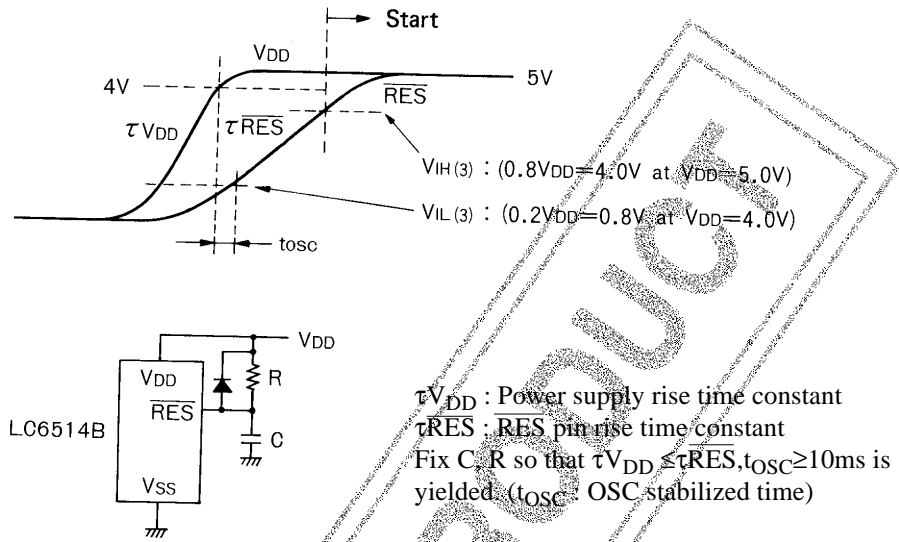 Start
VDD
4V
5V
RES
τVDD
τRES
VIH(3) : (0.8VDD=4.0V at VDD=5.0V)
VIL(3) : (0.2VDD=0.8V at VDD=4.0V)
tosc
VDD
VDD
R
RES
LC6514B
C
VSS
τVDD : Power supply rise time constant
τRES : RES pin rise time constant
Fix C, R so that τVDD ≤τRES,tOSC≥10ms is
yielded. (tOSC : OSC stabilized time)